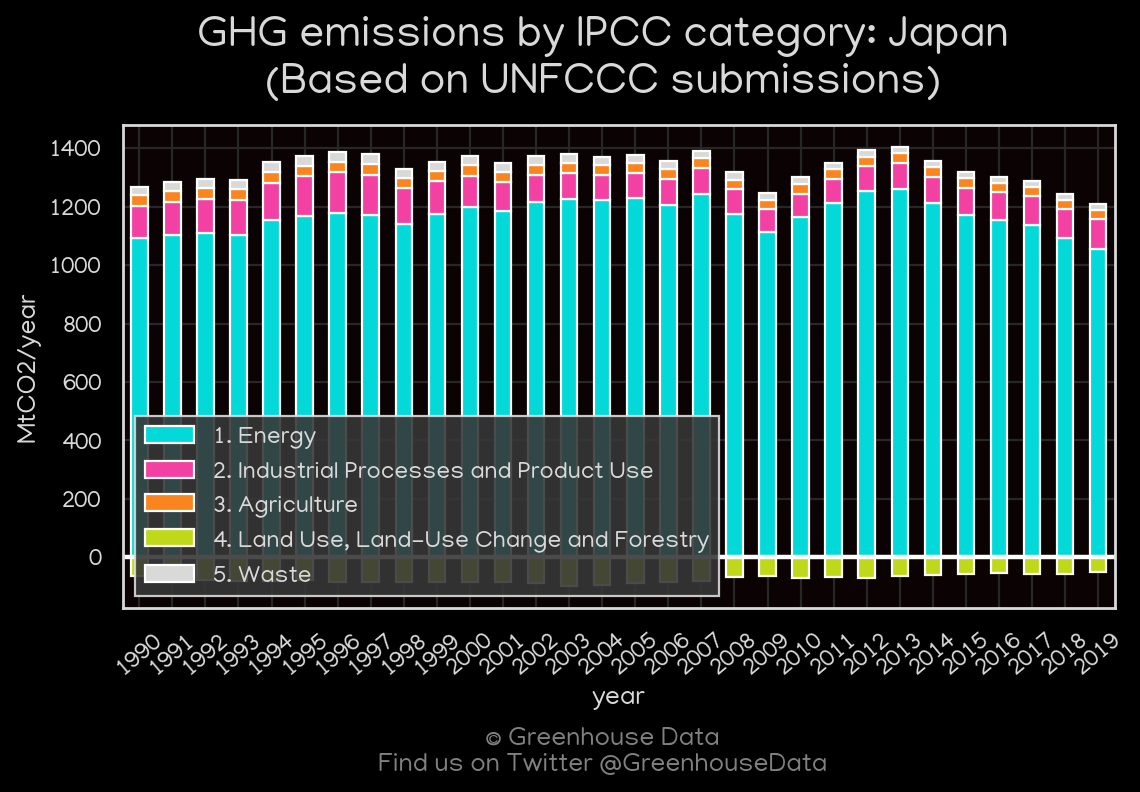 GHG emissions by IPCC category: Japan
(Based on UNFCCC submissions)
MtCO2/year
1400
1200
1000
800
600
400
200
0
1. Energy
2. Industrial Processes and Product Use
3. Agriculture
4. Land Use, Land-Use Change and Forestry
5. Waste
1990 1991 1992 1993 1994 1995 1996 1997 1998 1999 2000 2001 2002 2003 2004 2005 2006 2007 2008 2009 2010 2011 2012 2013 2014 2015 2016 2017 2018 2019
year
© Greenhouse Data
Find us on Twitter @GreenhouseData